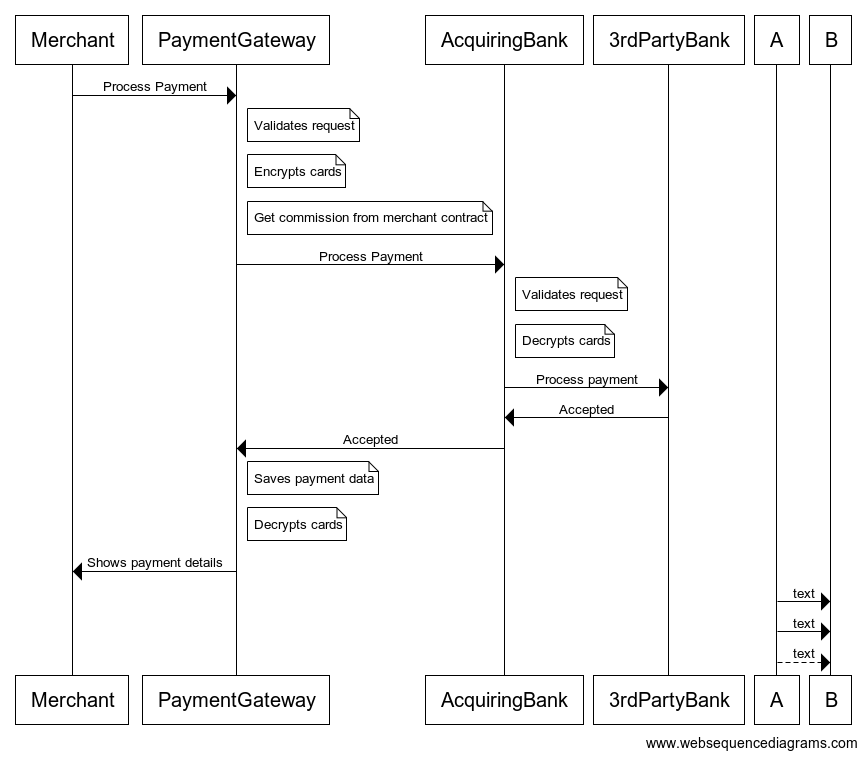 Merchant
PaymentGateway
AcquiringBank
3rdPartyBank
A
B
Process Payment
Validates request
Encrypts cards
Get commission from merchant contract
Process Payment
Validates request
Decrypts cards
Process payment
Accepted
Accepted
Saves payment data
Decrypts cards
Shows payment details
text
text
text
Merchant
PaymentGateway
AcquiringBank
3rdPartyBank
A
B
www.websequencediagrams.com